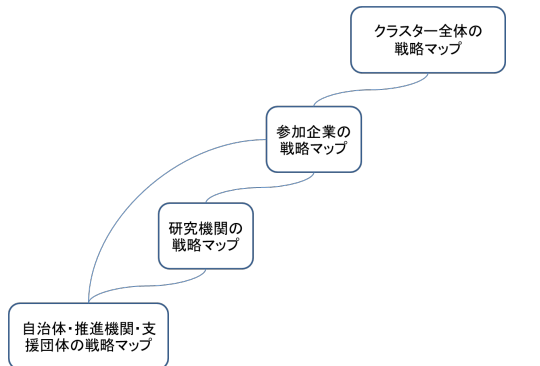 クラスター全体の
戦略マップ
参加企業の
戦略マップ
研究機関の
戦略マップ
自治体・推進機関・支
援団体の戦略マップ